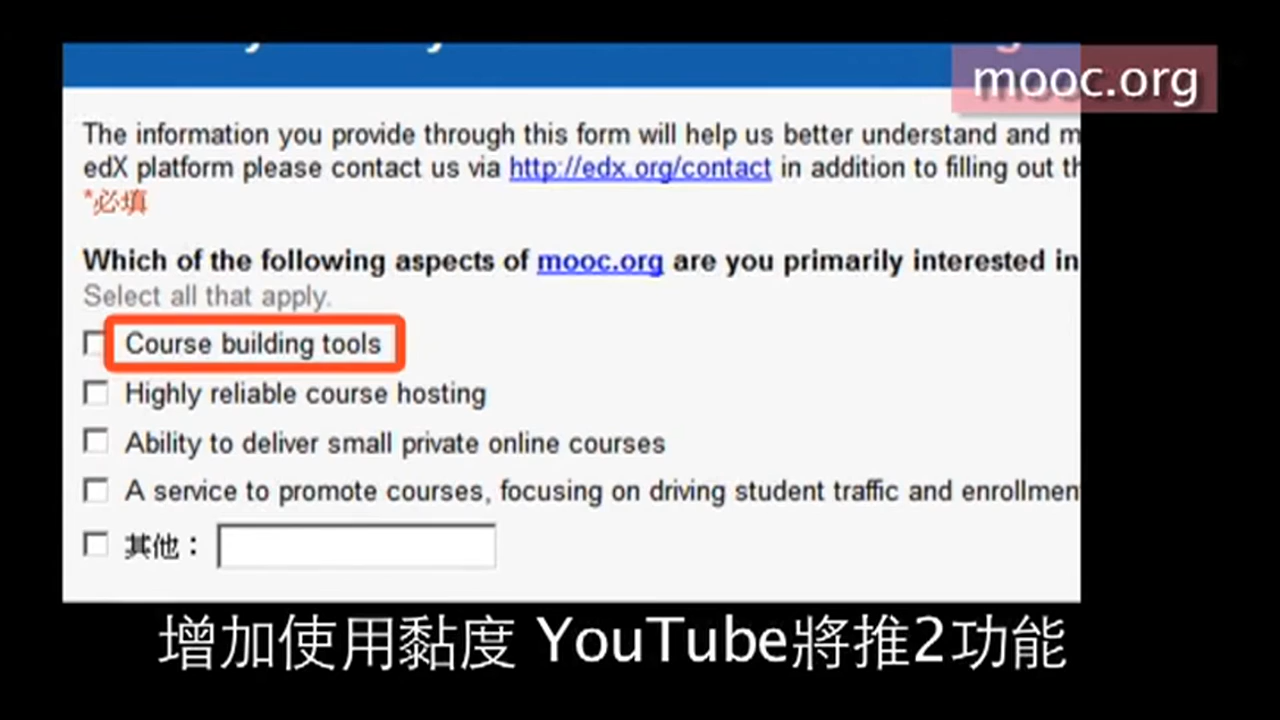 mooc.org
The information you provide through this form will help us better understand and m
edX platform please contact us via http://edx.org/contact in addition to filling out th
*必填
Which of the following aspects of mooc.org are you primarily interested in
Select all that apply.
Course building tools
Highly reliable course hosting
Ability to deliver small private online courses
A service to promote courses, focusing on driving student traffic and enrollmen
其他：
增加使用黏度 YouTube將推2功能